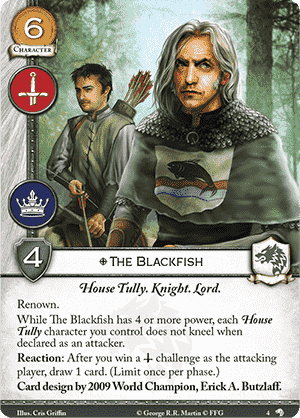 6
CHARACTER
4
THE BLACKFISH
House Tully. Knight. Lord.
Renown.
While The Blackfish has 4 or more power, each House
Tully character you control does not kneel when
declared as an attacker.
Reaction: After you win a challenge as the attacking
player, draw 1 card. (Limit once per phase.)
Card design by 2009 World Champion, Erick A. Butzlaff.
Illus. Cris Griffin © George R.R. Martin © FFG 4